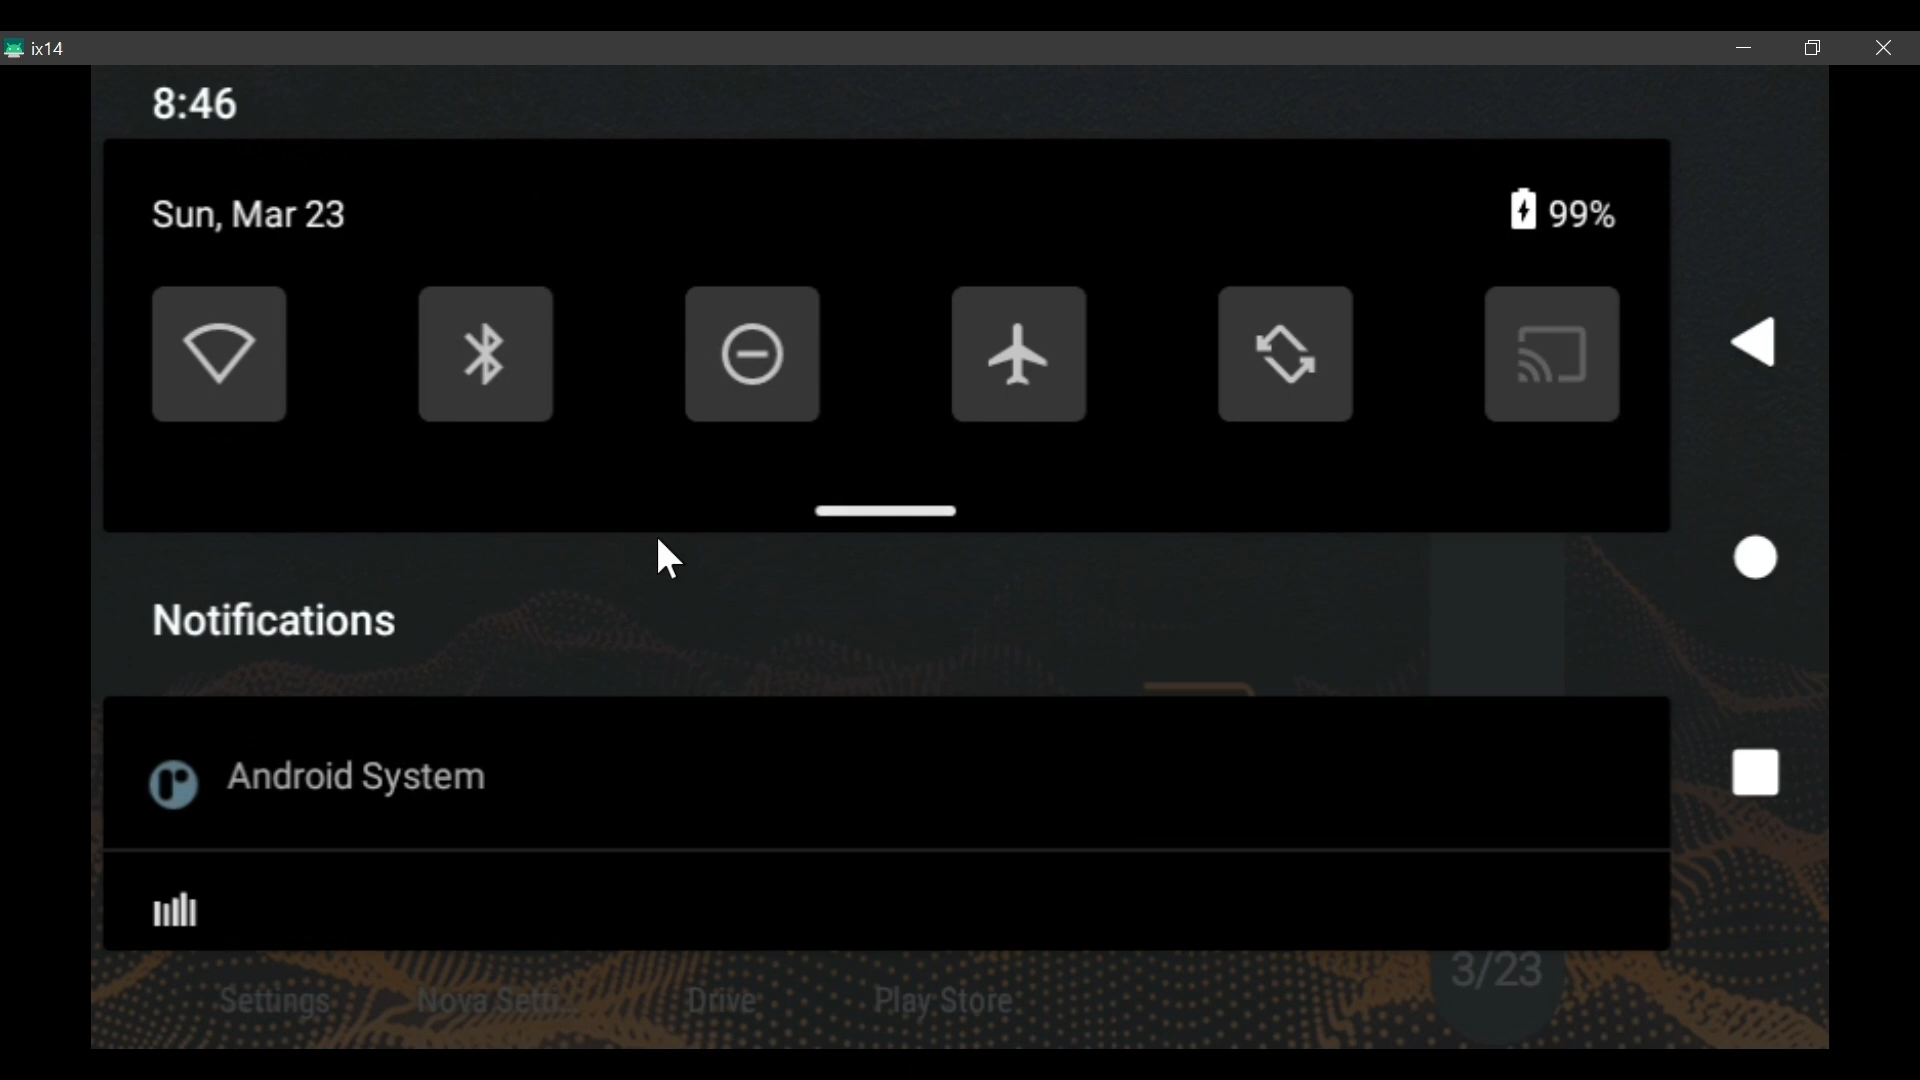 ix14
8:46
Sun, Mar 23
99%
Notifications
Android System
3/23
Settings
Nova Setti...
Drive
Play Store